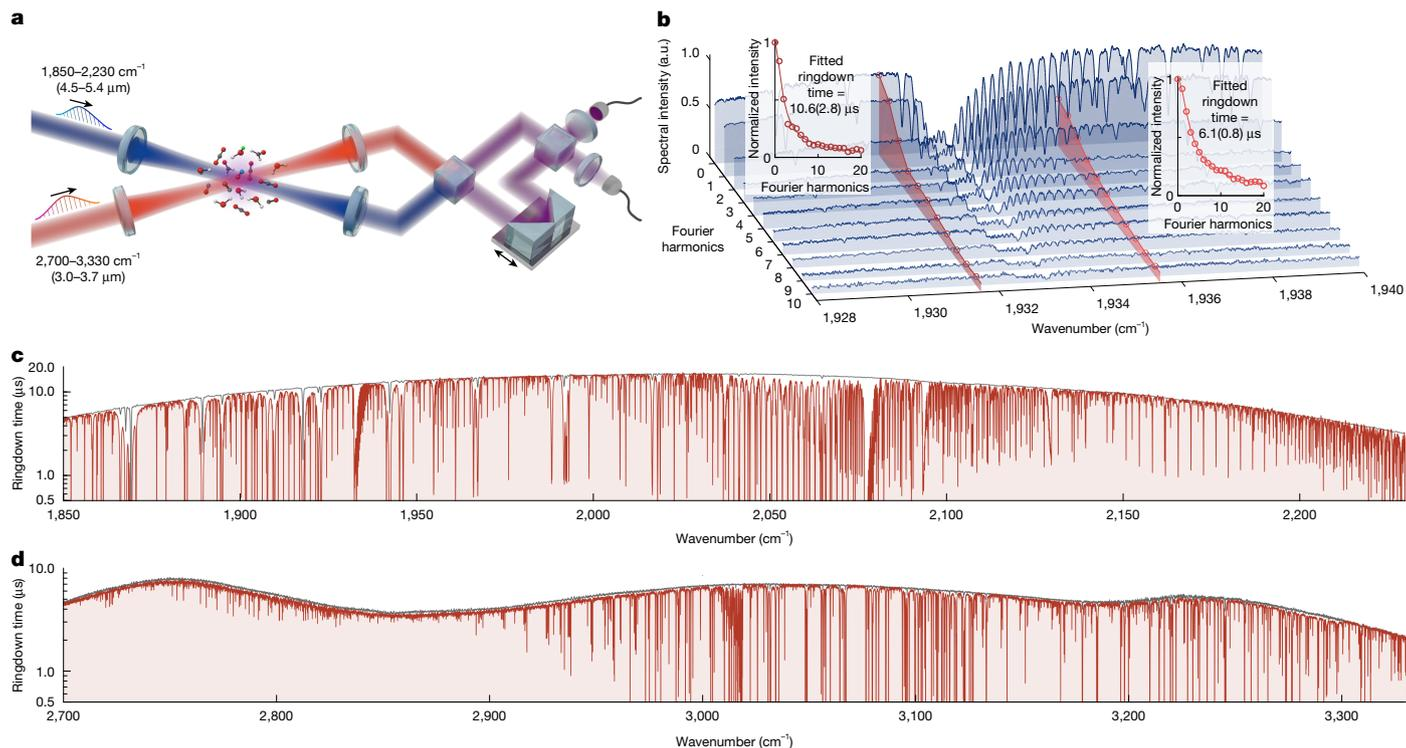 a
1,850–2,230 cm⁻¹
(4.5–5.4 μm)
2,700–3,330 cm⁻¹
(3.0–3.7 μm)
b
Spectral intensity (a.u.)
1.0
0.5
0
0
1
2
3
4
5
6
7
8
9
10
Fourier
harmonics
1,928
1,930
1,932
1,934
1,936
1,938
1,940
Wavenumber (cm⁻¹)
Normalized intensity
1
0
Fitted
ringdown
time =
10.6(2.8) μs
0
10
20
Fourier harmonics
Normalized intensity
1
0
Fitted
ringdown
time =
6.1(0.8) μs
0
10
20
Fourier harmonics
c
Ringdown time (μs)
20.0
10.0
1.0
0.5
1,850
1,900
1,950
2,000
2,050
2,100
2,150
2,200
Wavenumber (cm⁻¹)
d
Ringdown time (μs)
10.0
1.0
0.5
2,700
2,800
2,900
3,000
3,100
3,200
3,300
Wavenumber (cm⁻¹)